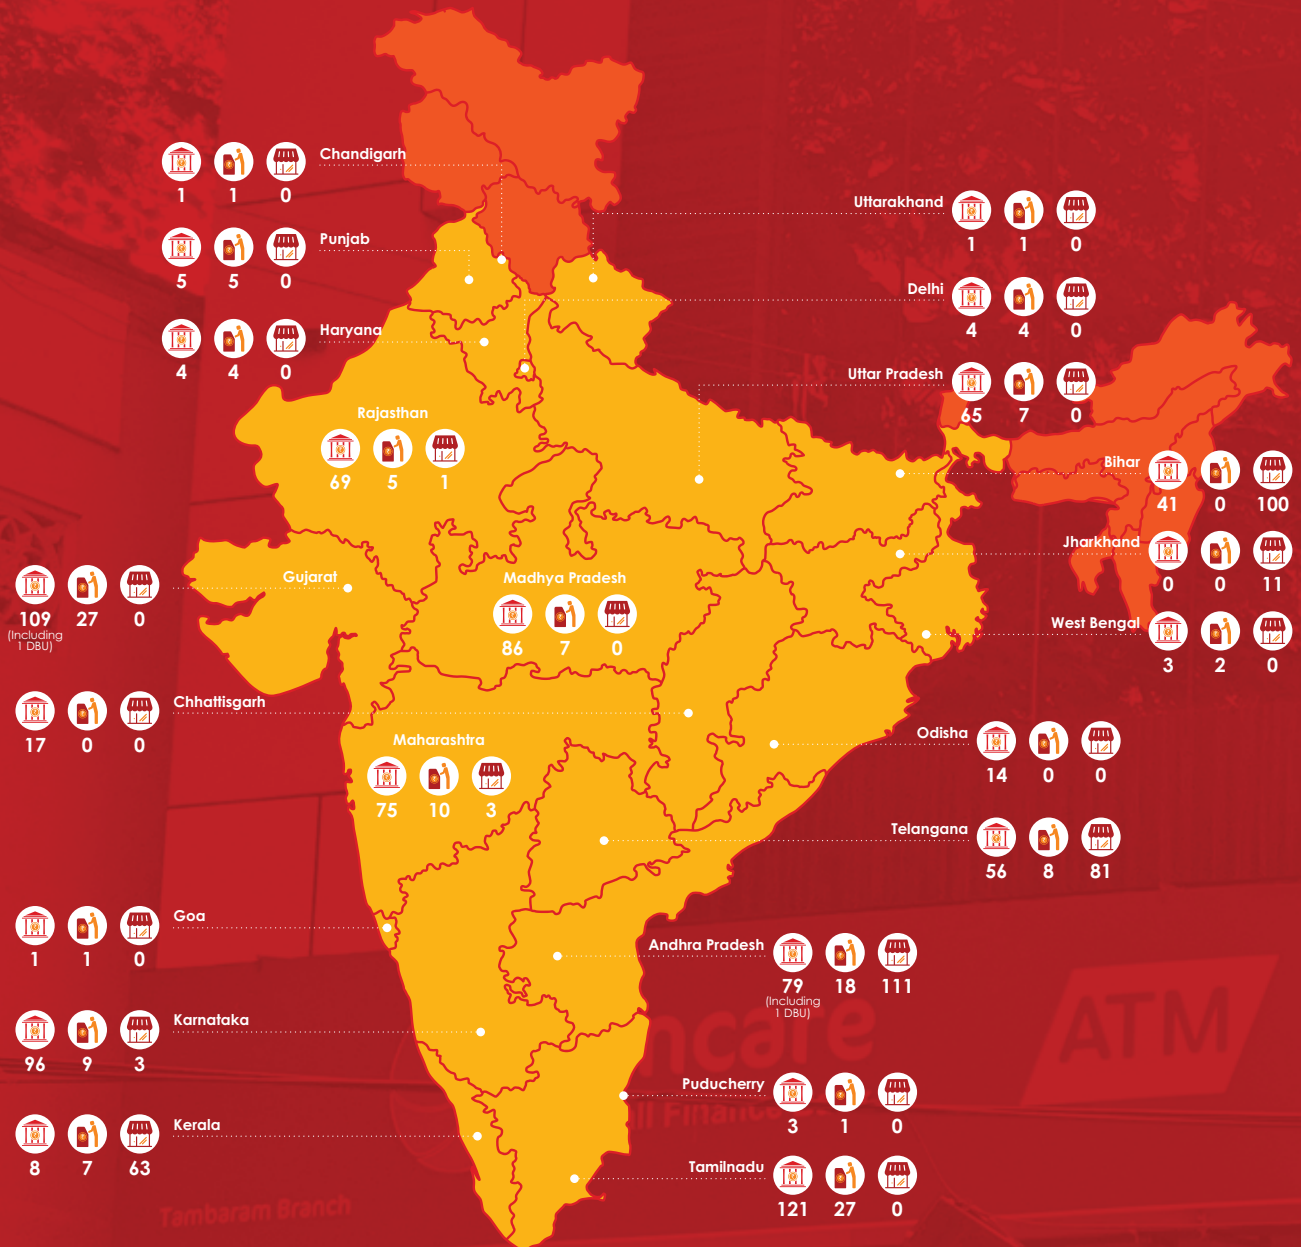 Chandigarh
1 1 0
Punjab
5 5 0
Haryana
4 4 0
Rajasthan
69 5 1
Gujarat
109 27 0
(Including
1 DBU)
Madhya Pradesh
86 7 0
Chhattisgarh
17 0 0
Maharashtra
75 10 3
Goa
1 1 0
Karnataka
96 9 3
Kerala
8 7 63
Uttarakhand
1 1 0
Delhi
4 4 0
Uttar Pradesh
65 7 0
Bihar
41 0 100
Jharkhand
0 0 11
West Bengal
3 2 0
Odisha
14 0 0
Telangana
56 8 81
Andhra Pradesh
79 18 111
(Including
1 DBU)
Puducherry
3 1 0
Tamilnadu
121 27 0
ATM
Tambaram Branch